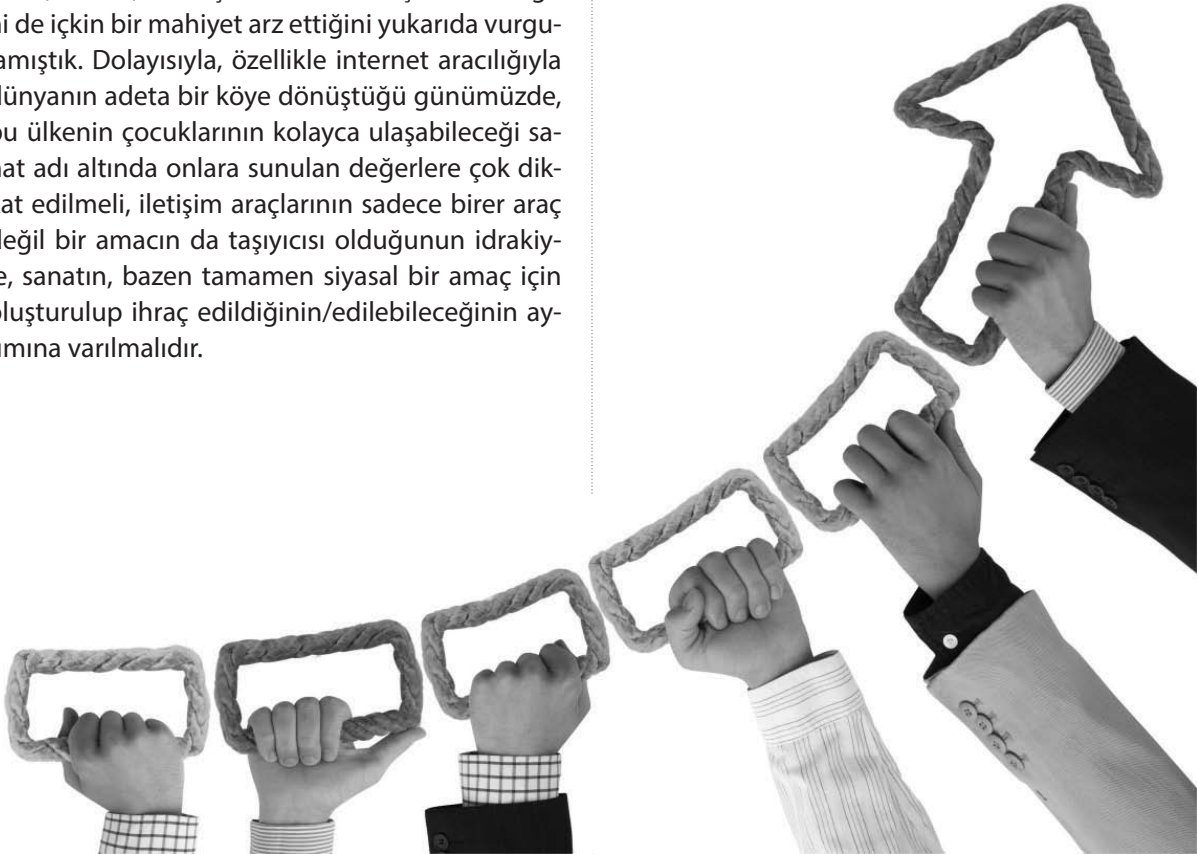 de içkin bir mahiyet arz ettiğini yukarıda vurgu-
amıştık. Dolayısıyla, özellikle internet aracılığıyla
dünyanın adeta bir köye dönüştüğü günümüzde,
bu ülkenin çocuklarının kolayca ulaşabileceği sa-
nat adı altında onlara sunulan değerlere çok dik-
kat edilmeli, iletişim araçlarının sadece birer araç
değil bir amacın da taşıyıcısı olduğunun idrakiy-
e, sanatın, bazen tamamen siyasal bir amaç için
oluşturulup ihraç edildiğinin/edilebileceğinin ay-
ımına varılmalıdır.